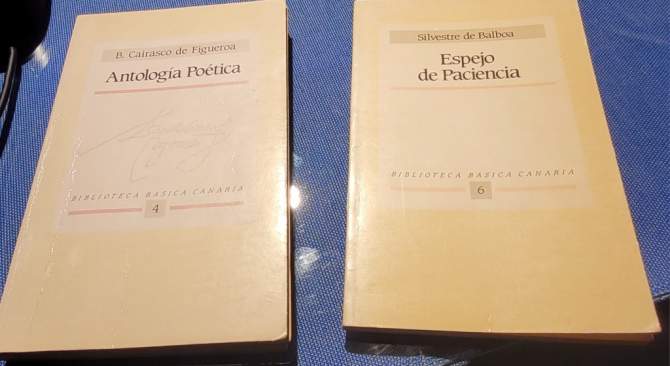 B. Cairasco de Figueroa
Antología Poética
BIBLIOTECA BASICA CANARIA
4
Silvestre de Balboa
Espejo
de Paciencia
BIBLIOTECA BASICA CANARIA
6